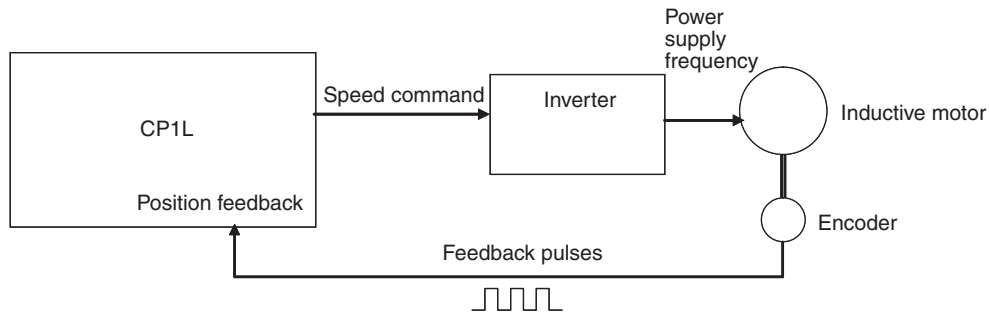 Power
supply
frequency
Speed command
Inverter
CP1L
Inductive motor
Position feedback
Encoder
Feedback pulses